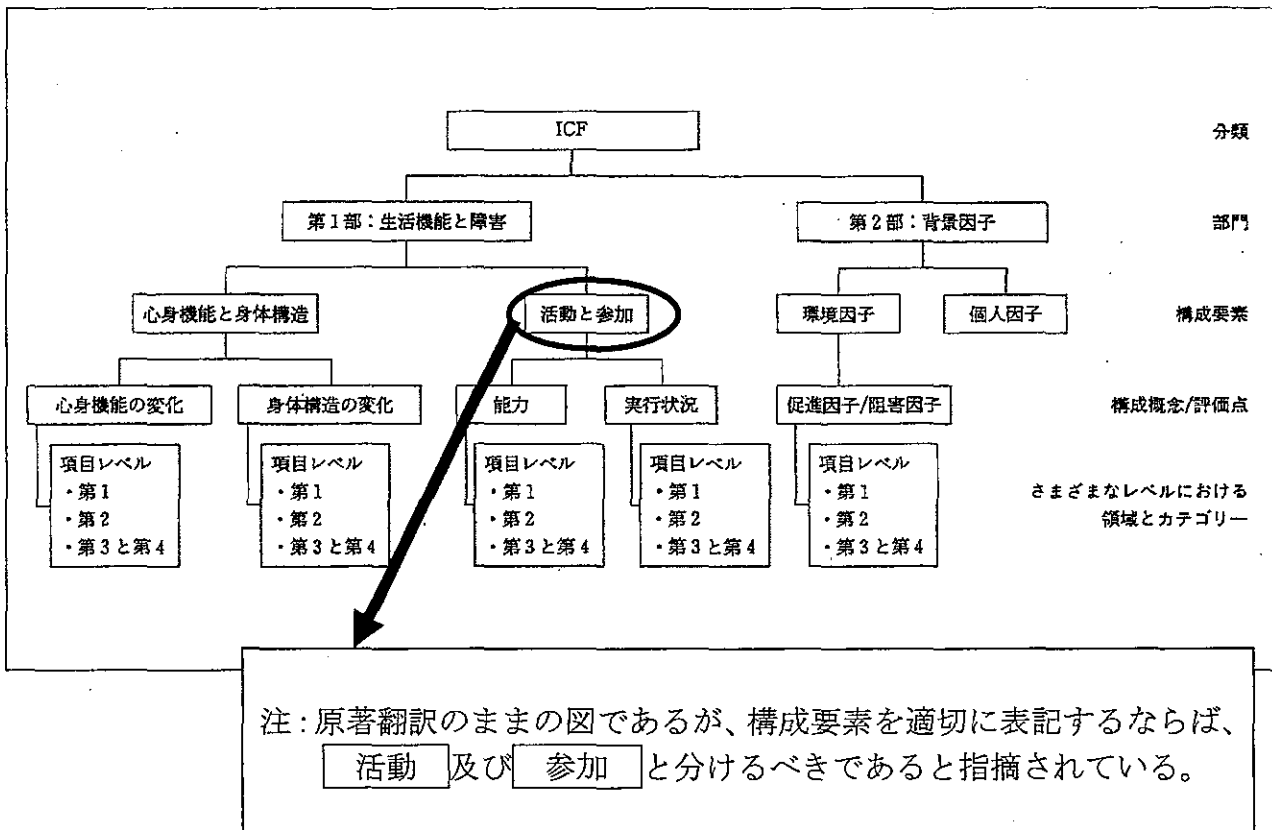 ICF
分類
第1部:生活機能と障害
第2部:背景因子
部門
心身機能と身体構造
活動と参加
環境因子
個人因子
構成要素
心身機能の変化
身体構造の変化
能力
実行状況
促進因子/阻害因子
構成概念/評価点
項目レベル
・第1
・第2
・第3と第4
項目レベル
・第1
・第2
・第3と第4
項目レベル
・第1
・第2
・第3と第4
項目レベル
・第1
・第2
・第3と第4
項目レベル
・第1
・第2
・第3と第4
さまざまなレベルにおける
領域とカテゴリー
注:原著翻訳のままの図であるが、構成要素を適切に表記するならば、
活動 及び 参加 と分けるべきであると指摘されている。